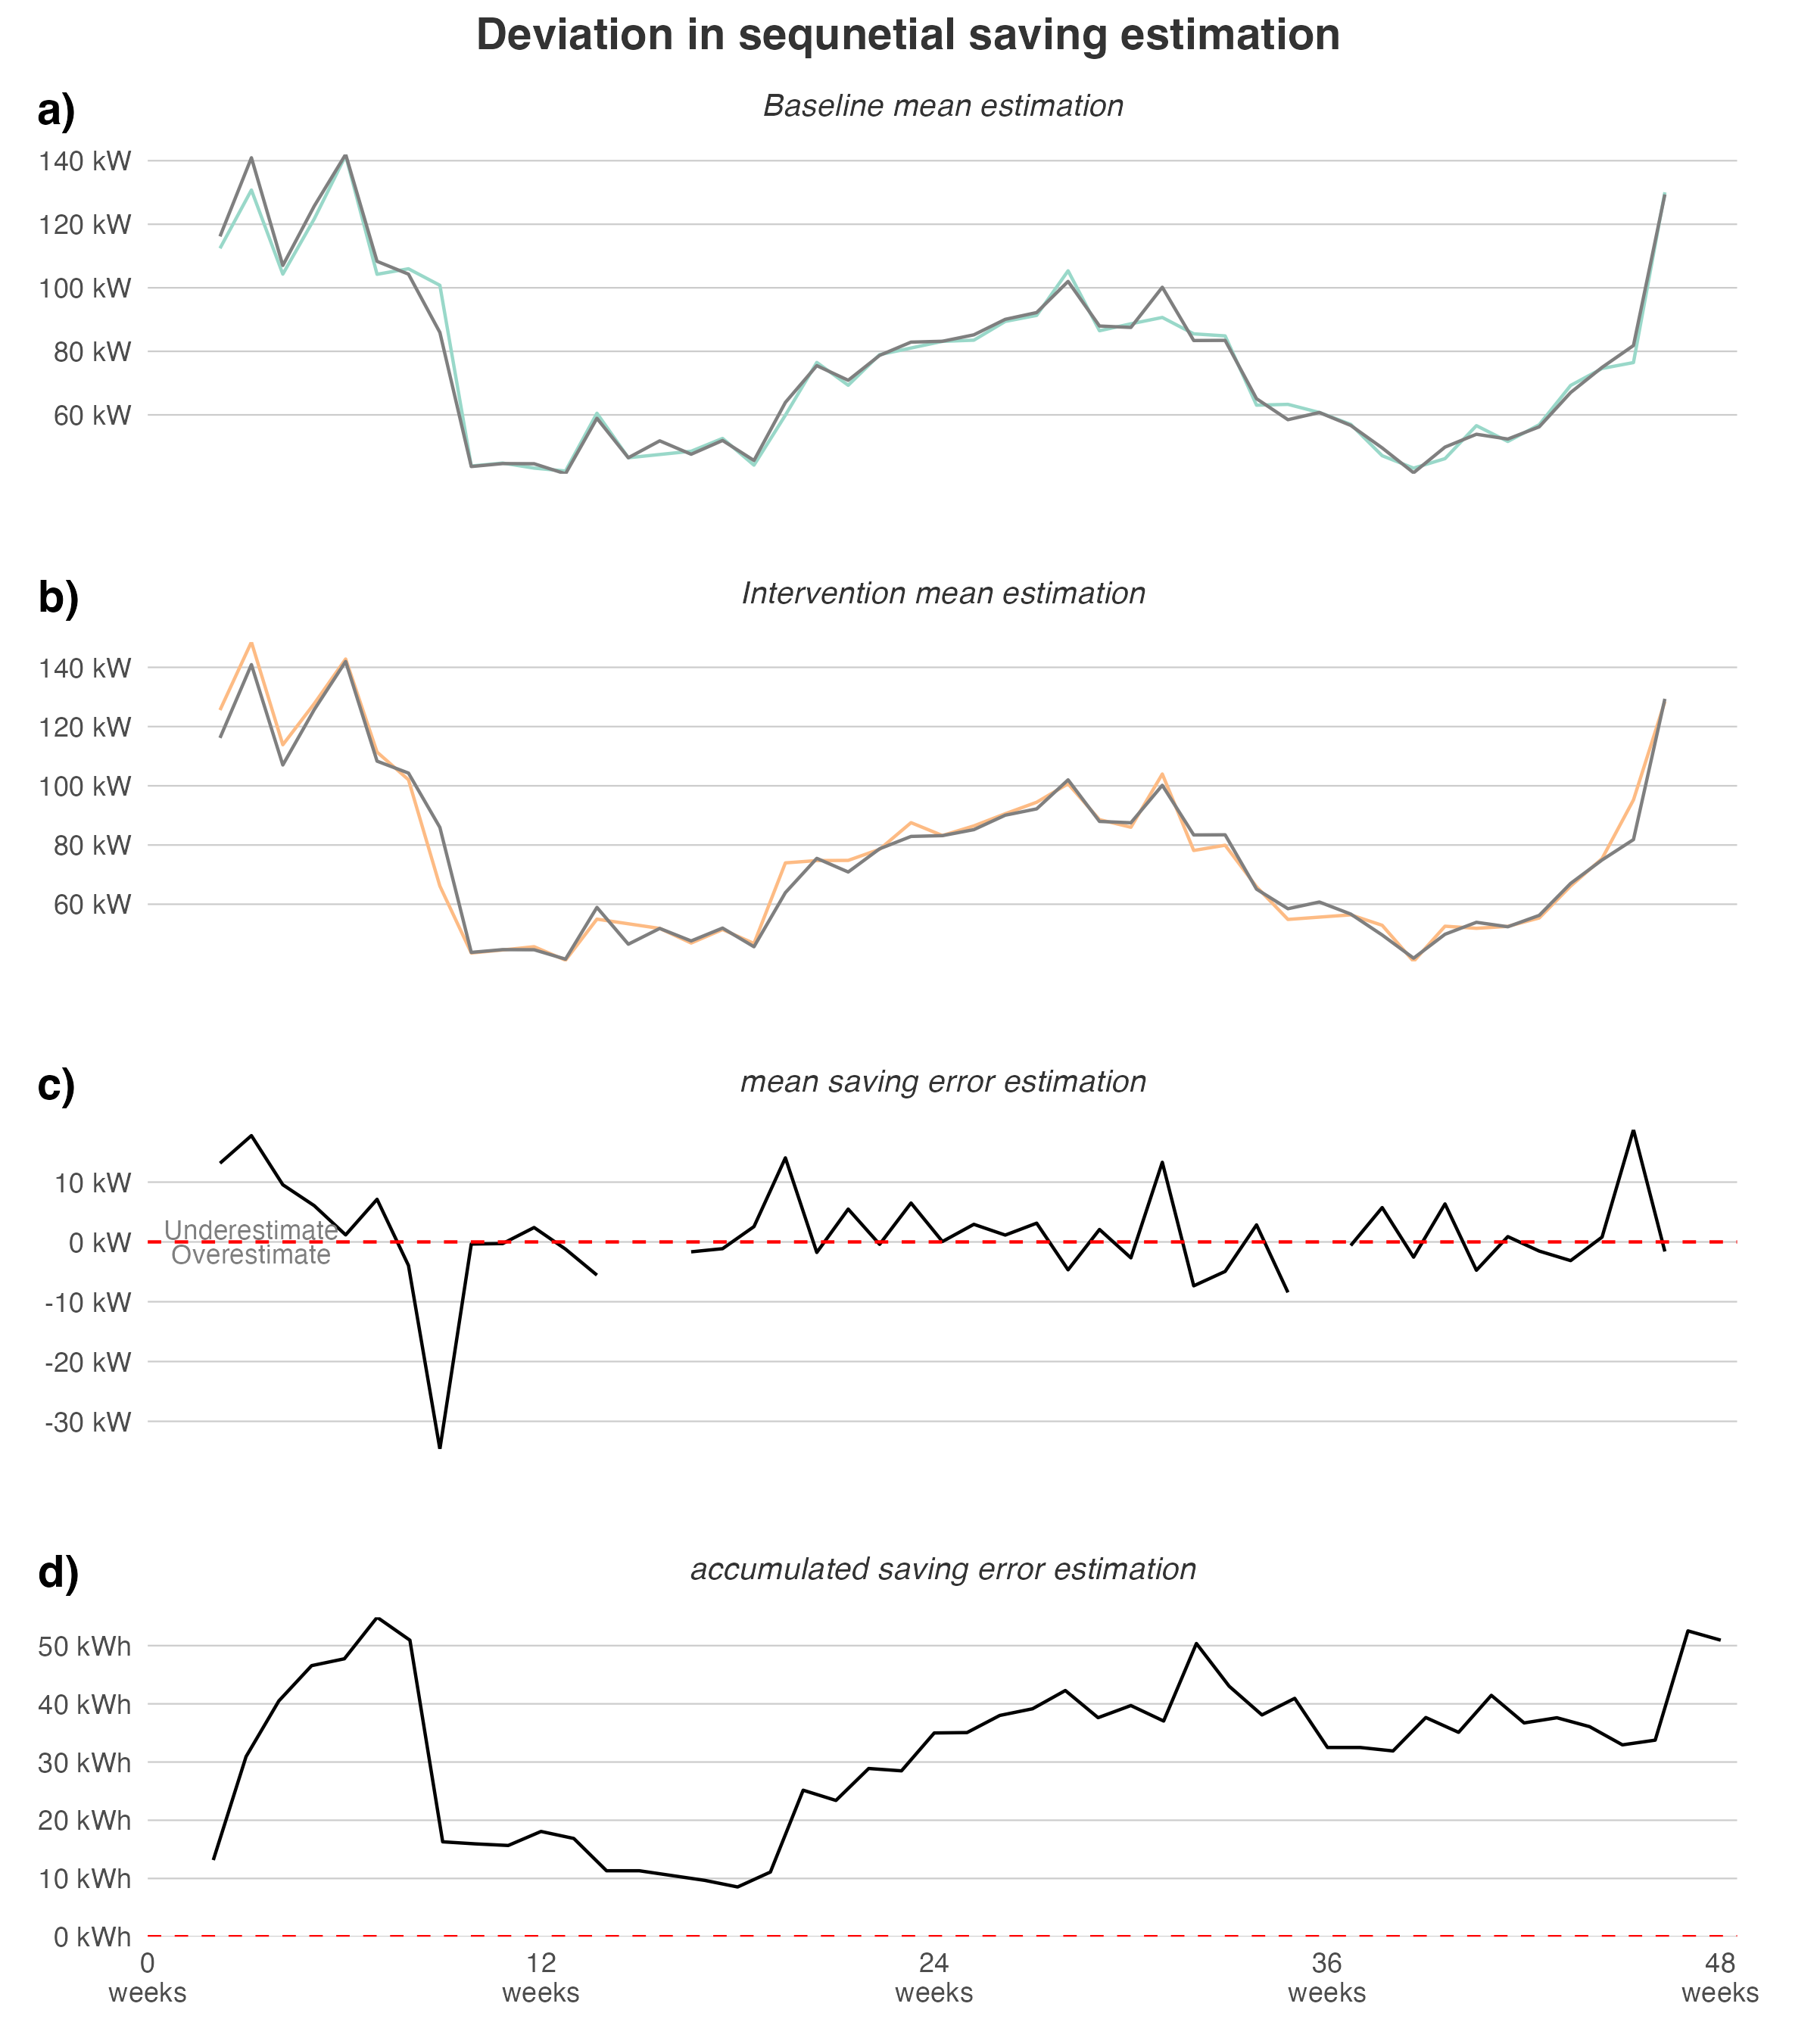 Deviation in sequnetial saving estimation
a)
Baseline mean estimation
140 kW
120 kW
100 kW
80 kW
60 kW
b)
Intervention mean estimation
140 kW
120 kW
100 kW
80 kW
60 kW
c)
mean saving error estimation
10 kW
Underestimate
0 kW
Overestimate
-10 kW
-20 kW
-30 kW
d)
accumulated saving error estimation
50 kWh
40 kWh
30 kWh
20 kWh
10 kWh
0 kWh
0 12 24 36 48
weeks weeks weeks weeks weeks